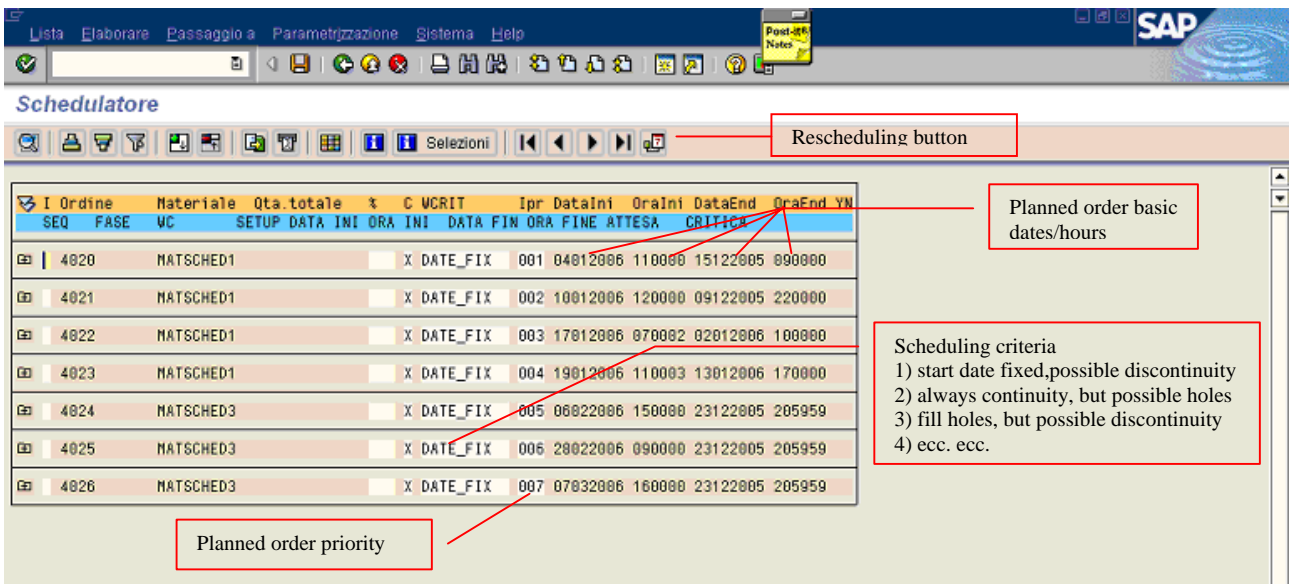 Lista Elaborare Passaggio a Parametrizzazione Sistema Help
Post-it® Notes
SAP
Schedulatore
Selezioni
Rescheduling button
I Ordine Materiale Qta.totale % C WCRIT Ipr DataIni OraIni DataEnd OraEnd YN
SEQ FASE WC SETUP DATA INI ORA INI DATA FIN ORA FINE ATTESA CRITICA
Planned order basic
dates/hours
4020 MATSCHED1 X DATE_FIX 001 04012006 110000 15122005 090000
4021 MATSCHED1 X DATE_FIX 002 10012006 120000 09122005 220000
4022 MATSCHED1 X DATE_FIX 003 17012006 070002 02012006 100000
4023 MATSCHED1 X DATE_FIX 004 19012006 110003 13012006 170000
4024 MATSCHED3 X DATE_FIX 005 06022006 150000 23122005 205959
4025 MATSCHED3 X DATE_FIX 006 28022006 090000 23122005 205959
4026 MATSCHED3 X DATE_FIX 007 07032006 160000 23122005 205959
Scheduling criteria
1) start date fixed,possible discontinuity
2) always continuity, but possible holes
3) fill holes, but possible discontinuity
4) ecc. ecc.
Planned order priority